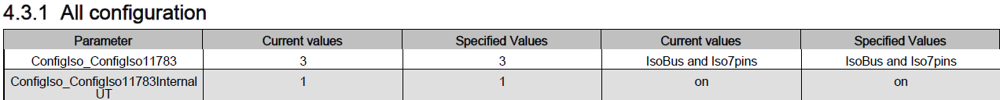 4.3.1 All configuration
Parameter Current values Specified Values Current values Specified Values
ConfigIso_ConfigIso11783 3 3 IsoBus and Iso7pins IsoBus and Iso7pins
ConfigIso_ConfigIso11783Internal 1 1 on on
UT